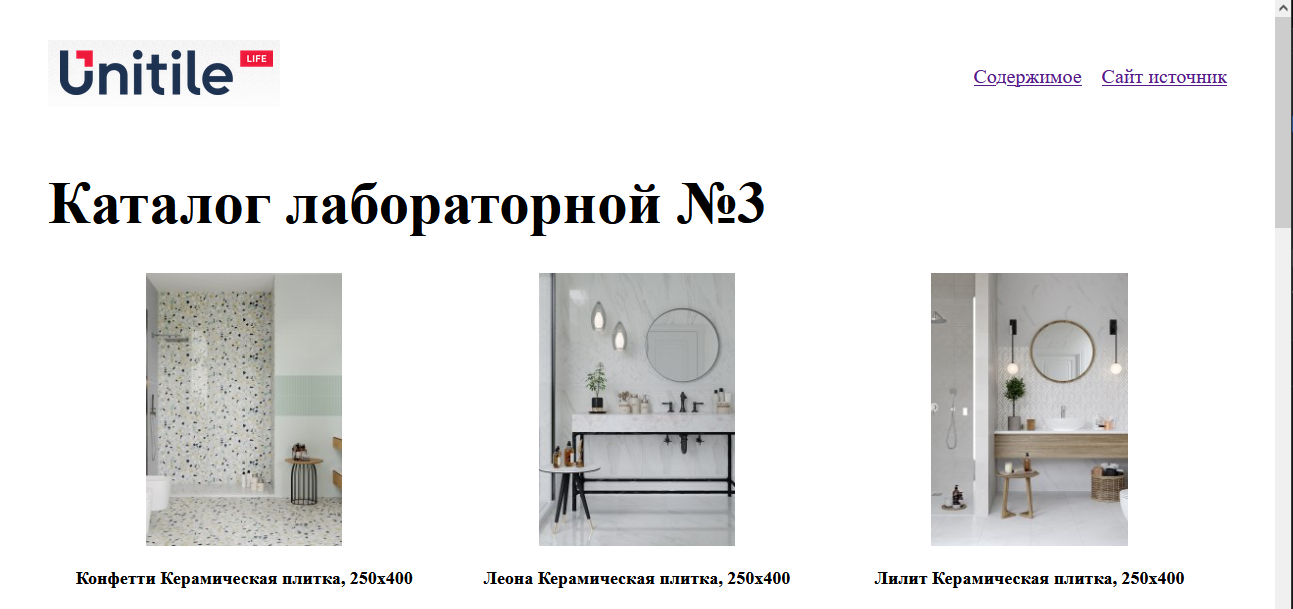 Unitile LIFE
Содержимое Сайт источник
Каталог лабораторной №3
Конфетти Керамическая плитка, 250x400
Леона Керамическая плитка, 250x400
Лилит Керамическая плитка, 250x400